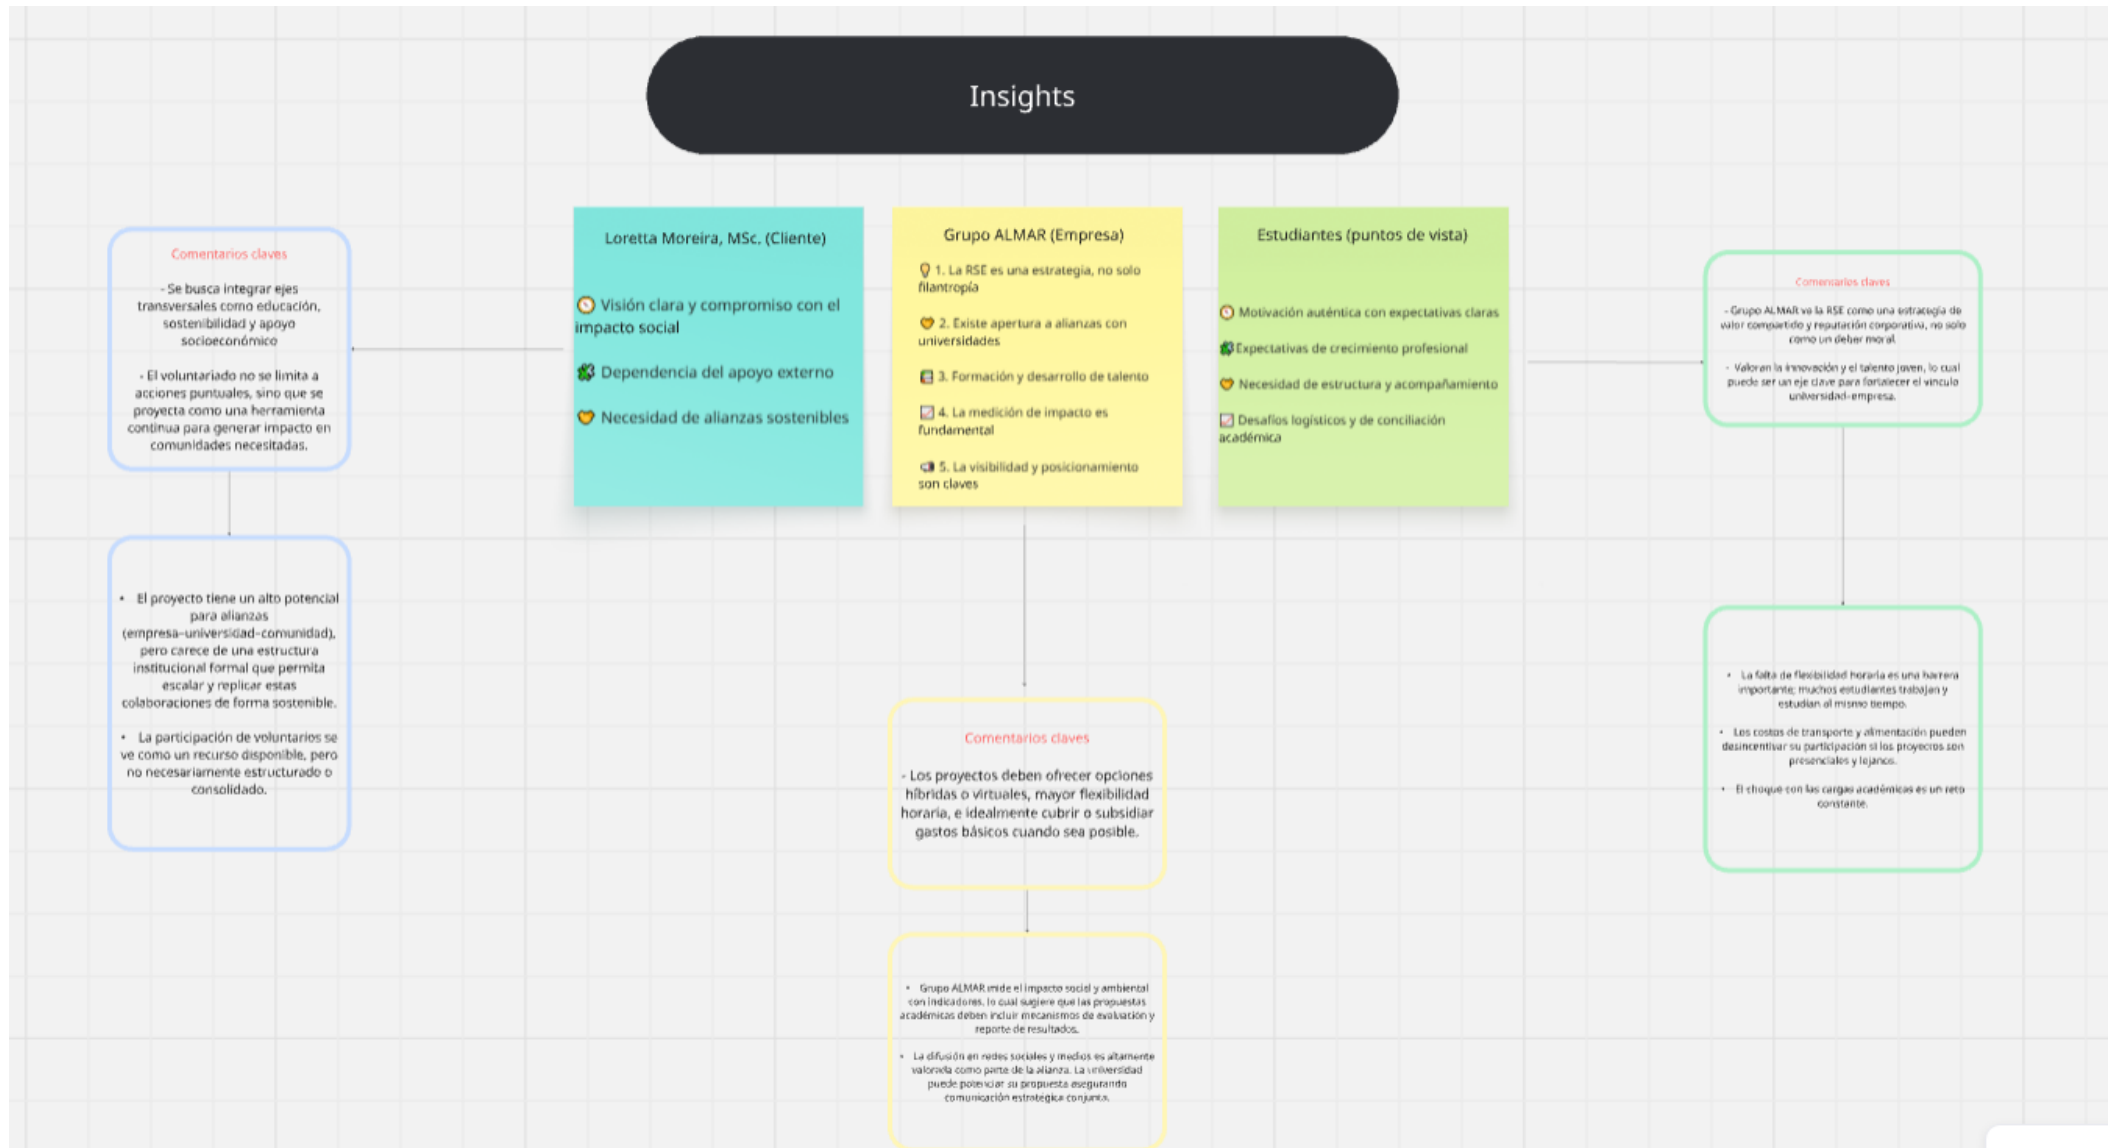 Insights
Comentarios claves
- Se busca integrar ejes
transversales como educación,
sostenibilidad y apoyo
socioeconómico
- El voluntariado no se limita a
acciones puntuales, sino que se
proyecta como una herramienta
continua para generar impacto en
comunidades necesitadas.
• El proyecto tiene un alto potencial
para alianzas
(empresa-universidad-comunidad),
pero carece de una estructura
institucional formal que permita
escalar y replicar estas
colaboraciones de forma sostenible.
• La participación de voluntarios se
ve como un recurso disponible, pero
no necesariamente estructurado o
consolidado.
Loretta Moreira, MSc. (Cliente)
Visión clara y compromiso con el
impacto social
Dependencia del apoyo externo
Necesidad de alianzas sostenibles
Grupo ALMAR (Empresa)
1. La RSE es una estrategia, no solo
filantropía
2. Existe apertura a alianzas con
universidades
3. Formación y desarrollo de talento
4. La medición de impacto es
fundamental
5. La visibilidad y posicionamiento
son claves
Comentarios claves
- Los proyectos deben ofrecer opciones
híbridas o virtuales, mayor flexibilidad
horaria, e idealmente cubrir o subsidiar
gastos básicos cuando sea posible.
• Grupo ALMAR mide el impacto social y ambiental
con indicadores, lo cual sugiere que las propuestas
académicas deben incluir mecanismos de evaluación y
reporte de resultados.
• La difusión en redes sociales y medios es altamente
valorada como parte de la alianza. La universidad
puede potenciar su propuesta asegurando
comunicación estratégica conjunta.
Estudiantes (puntos de vista)
Motivación auténtica con expectativas claras
Expectativas de crecimiento profesional
Necesidad de estructura y acompañamiento
Desafíos logísticos y de conciliación
académica
Comentarios claves
- Grupo ALMAR ve la RSE como una estrategia de
valor compartido y reputación corporativa, no solo
como un deber moral.
- Valoran la innovación y el talento joven, lo cual
puede ser un eje clave para fortalecer el vínculo
universidad-empresa.
• La falta de flexibilidad horaria es una barrera
importante; muchos estudiantes trabajan y
estudian al mismo tiempo.
• Los costos de transporte y alimentación pueden
desincentivar su participación si los proyectos son
presenciales y lejanos.
• El choque con las cargas académicas es un reto
constante.